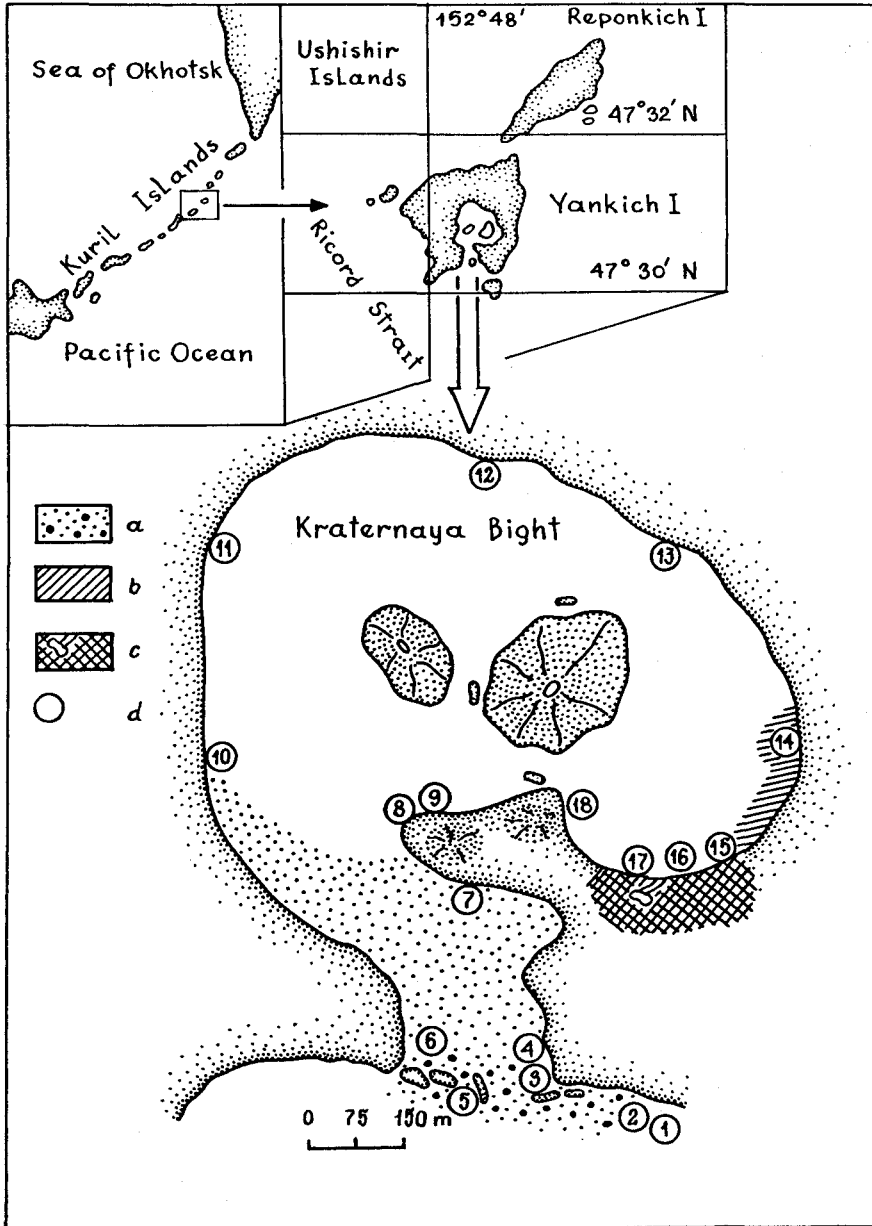 Sea of Okhotsk
Kuril Islands
Pacific Ocean
Ushishir
Islands
152°48′
Reponkich I
47°32′ N
Yankich I
47°30′ N
Ricord Strait
Kraternaya Bight
a
b
c
d
12
11
13
10
14
8
9
18
17
16
15
7
6
4
3
5
2
1
0 75 150 m